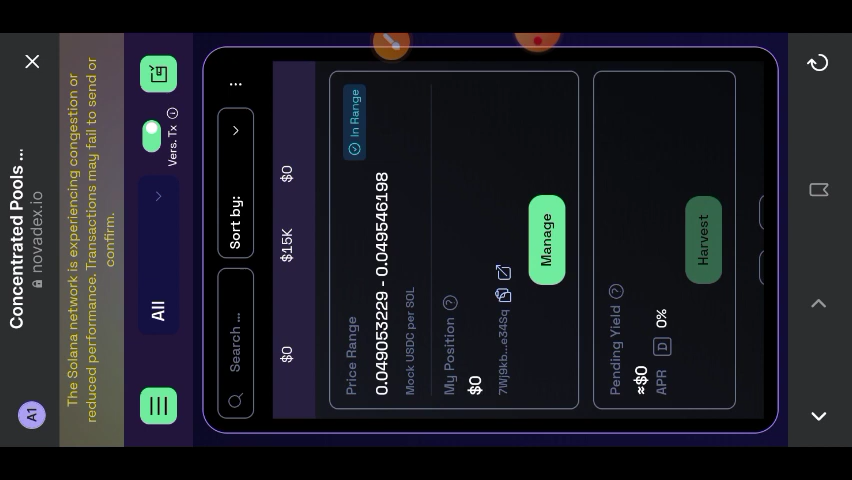 A1
Concentrated Pools ...
novadex.io
The Solana network is experiencing congestion or
reduced performance. Transactions may fail to send or
confirm.
All
Vers. Tx
Search ...
Sort by:
$0 $15K $0
Price Range
In Range
0.049053229 - 0.049546198
Mock USDC per SOL
My Position
$0
7Wj9kb...e34Sq
Manage
Pending Yield
≈$0
APR D 0%
Harvest